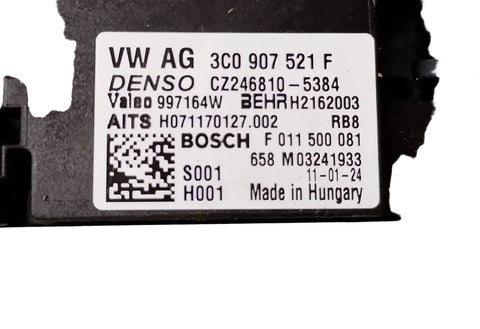 VW AG 3C0 907 521 F
DENSO CZ246810-5384
Valeo 997164W BEHR H2162003
AITS H071170127.002 RB8
BOSCH F 011 500 081
658 M03241933
S001 11-01-24
H001 Made in Hungary